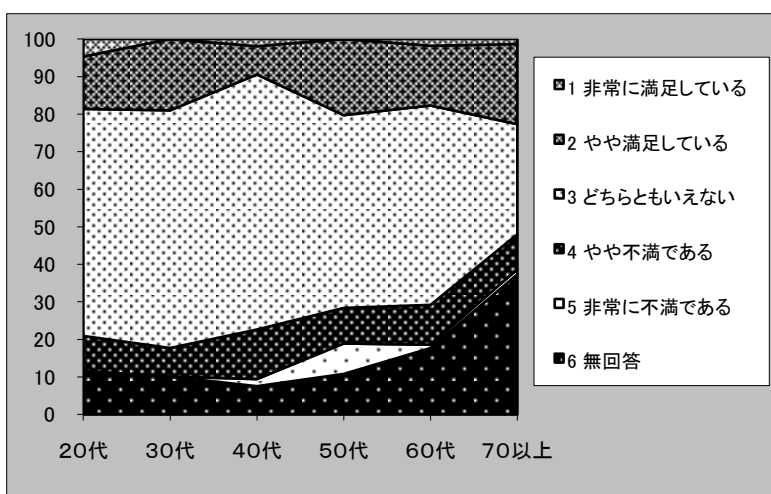 100
90
80
70
60
50
40
30
20
10
0
20代 30代 40代 50代 60代 70以上
1 非常に満足している
2 やや満足している
3 どちらともいえない
4 やや不満である
5 非常に不満である
6 無回答